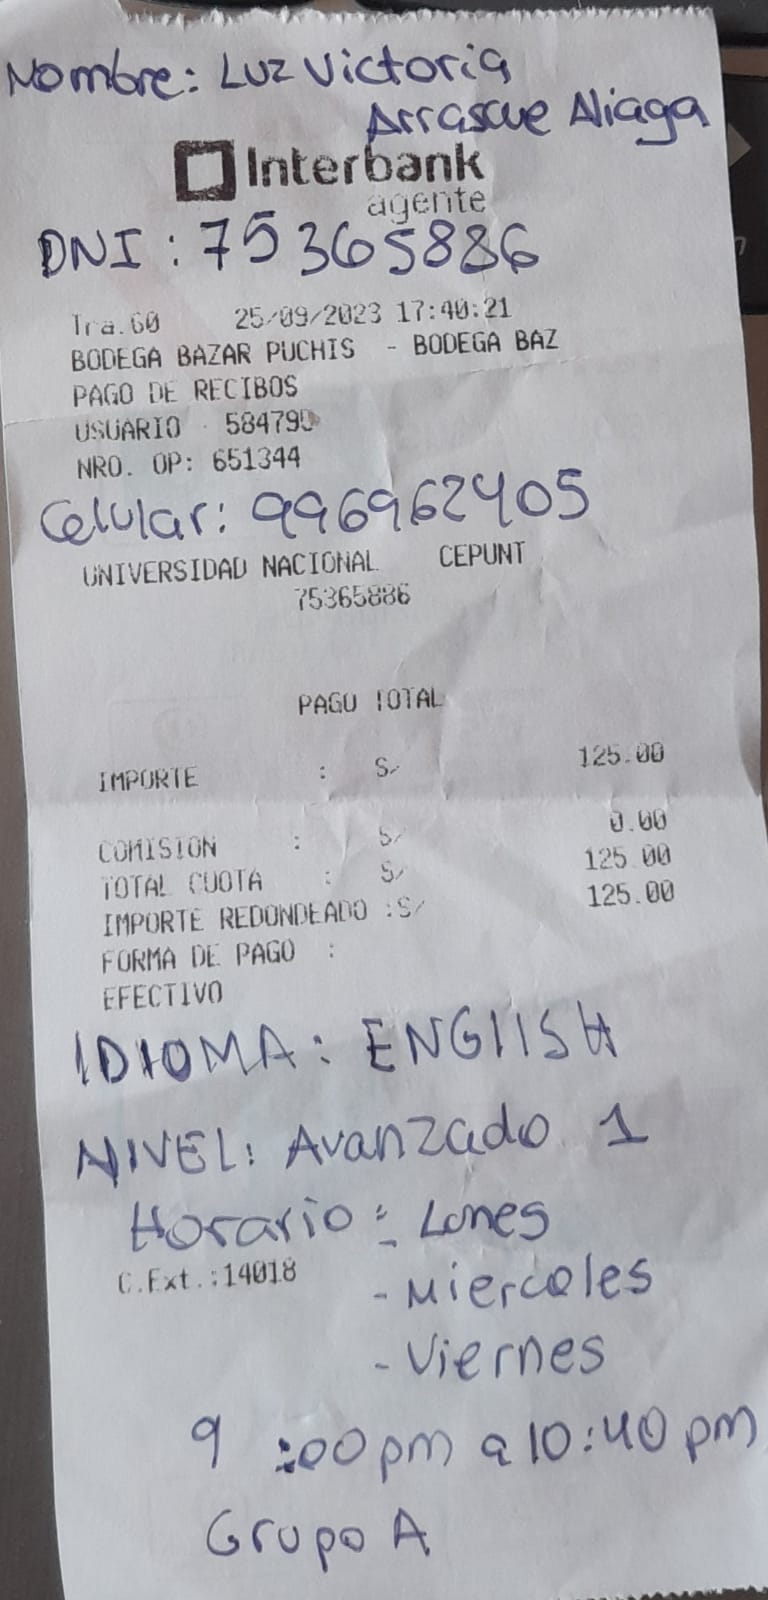 Nombre: Luz Victoria
Arrascue Aliaga
Interbank
agente
DNI : 75365886
Tra.60 25/09/2023 17:40:21
BODEGA BAZAR PUCHIS - BODEGA BAZ
PAGO DE RECIBOS
USUARIO 584790
NRO. OP: 651344
Celular: 996962405
UNIVERSIDAD NACIONAL CEPUNT
75365886
PAGO TOTAL
IMPORTE : S/ 125.00
COMISION : S/ 0.00
TOTAL CUOTA : S/ 125.00
IMPORTE REDONDEADO :S/ 125.00
FORMA DE PAGO :
EFECTIVO
IDIOMA: ENGlISH
NIVEL: Avanzado 1
Horario : - Lunes
C.Ext.:14018
- Miercoles
- Viernes
9 :00 pm a 10:40 pm
Grupo A